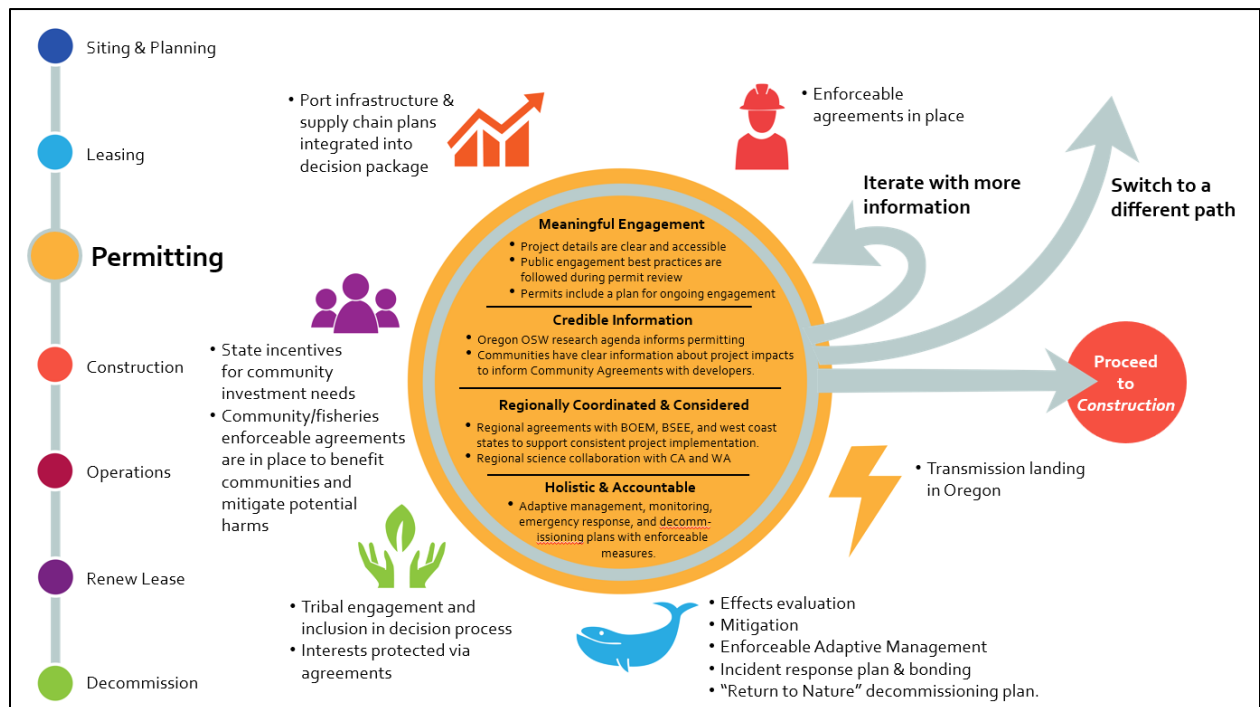 Siting & Planning
Leasing
Permitting
Construction
Operations
Renew Lease
Decommission
• Port infrastructure &
supply chain plans
integrated into
decision package
• Enforceable
agreements in place
Iterate with more
information
Switch to a
different path
Meaningful Engagement
• Project details are clear and accessible
• Public engagement best practices are
followed during permit review
• Permits include a plan for ongoing engagement
Credible Information
• Oregon OSW research agenda informs permitting
• Communities have clear information about project impacts
to inform Community Agreements with developers.
Regionally Coordinated & Considered
• Regional agreements with BOEM, BSEE, and west coast
states to support consistent project implementation.
• Regional science collaboration with CA and WA
Holistic & Accountable
• Adaptive management, monitoring,
emergency response, and decomm-
issioning plans with enforceable
measures.
Proceed
to
Construction
• State incentives
for community
investment needs
• Community/fisheries
enforceable agreements
are in place to benefit
communities and
mitigate potential
harms
• Transmission landing
in Oregon
• Tribal engagement and
inclusion in decision process
• Interests protected via
agreements
• Effects evaluation
• Mitigation
• Enforceable Adaptive Management
• Incident response plan & bonding
• “Return to Nature” decommissioning plan.